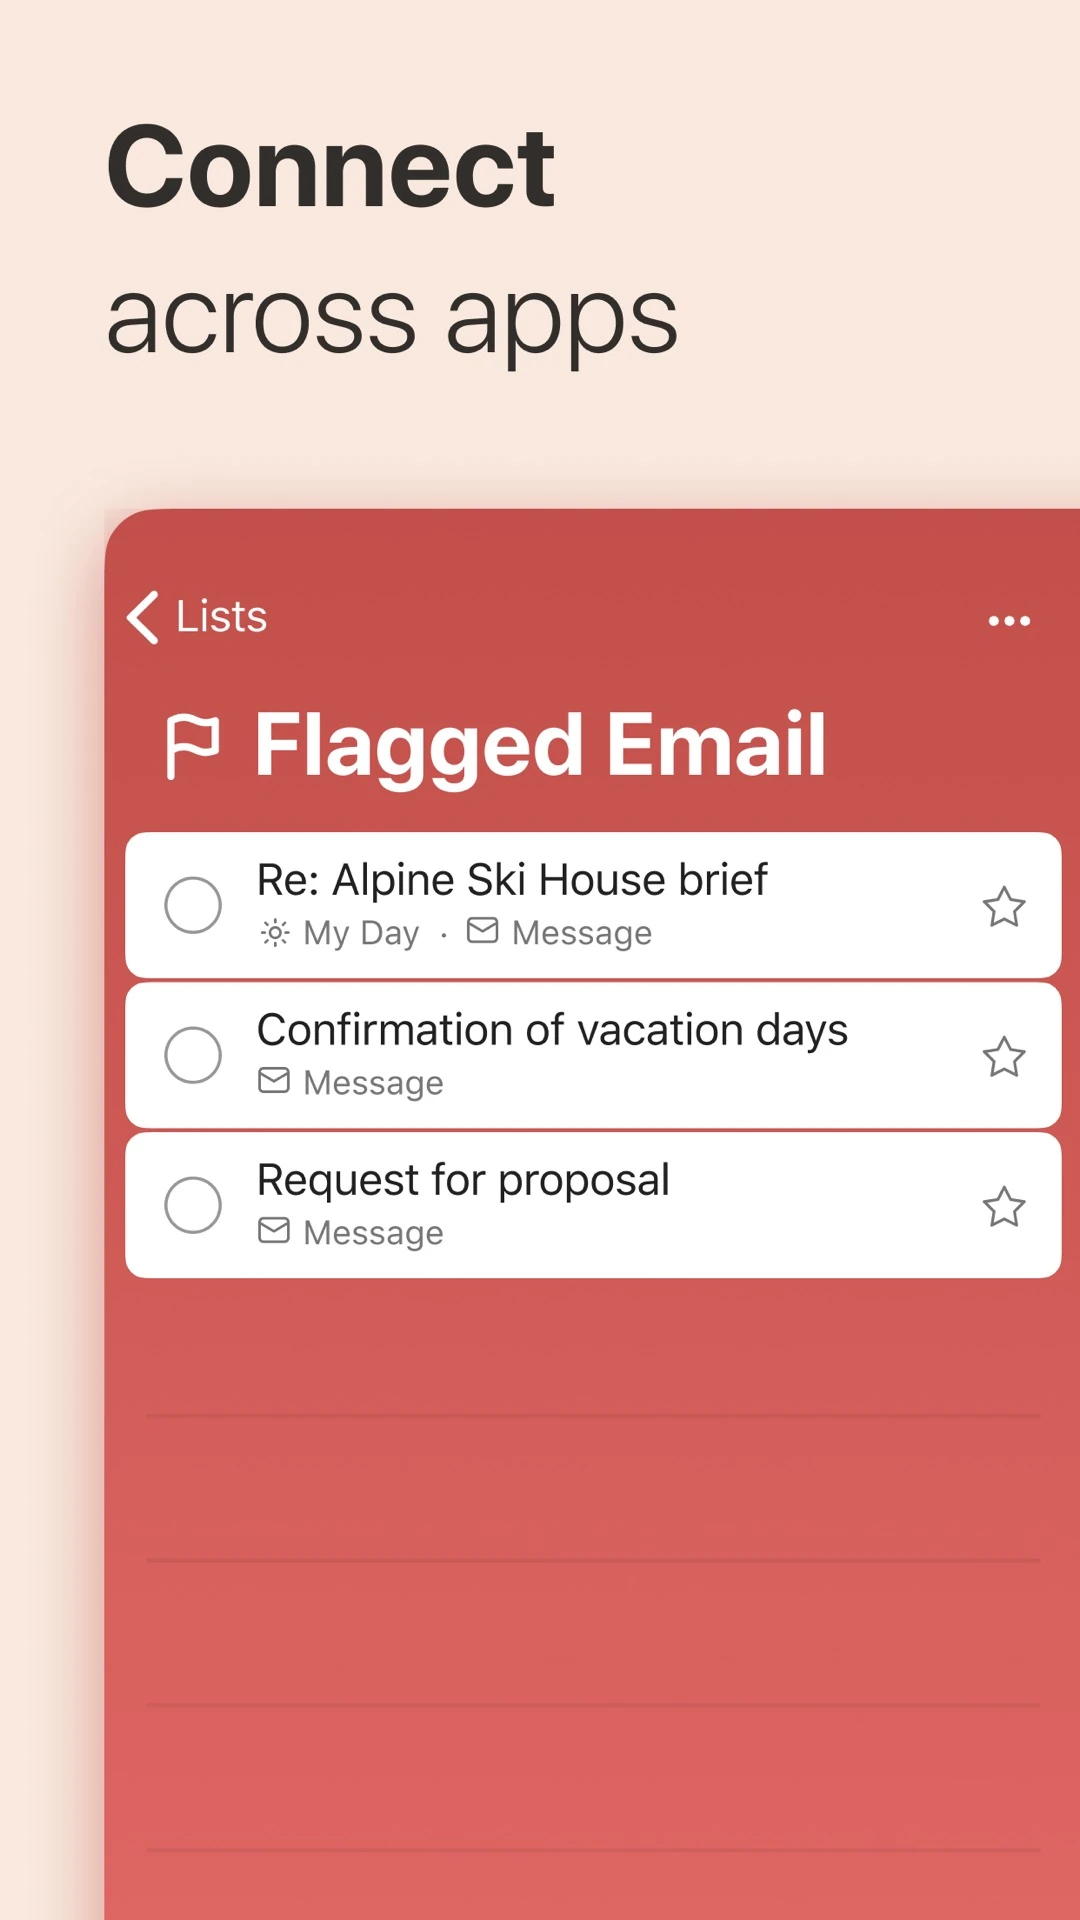 Connect
across apps
Lists
Flagged Email
Re: Alpine Ski House brief
My Day · Message
Confirmation of vacation days
Message
Request for proposal
Message